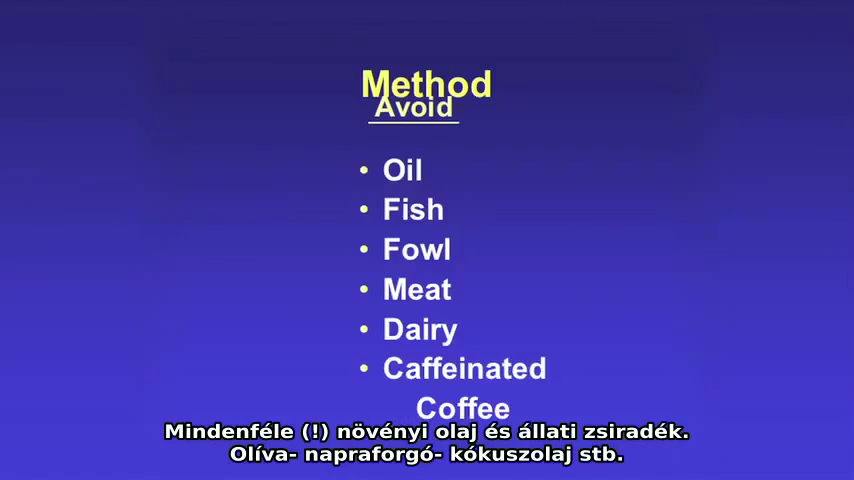 Method
Avoid
• Oil
• Fish
• Fowl
• Meat
• Dairy
• Caffeinated
Coffee
Mindenféle (!) növényi olaj és állati zsiradék.
Olíva- napraforgó- kókuszolaj stb.